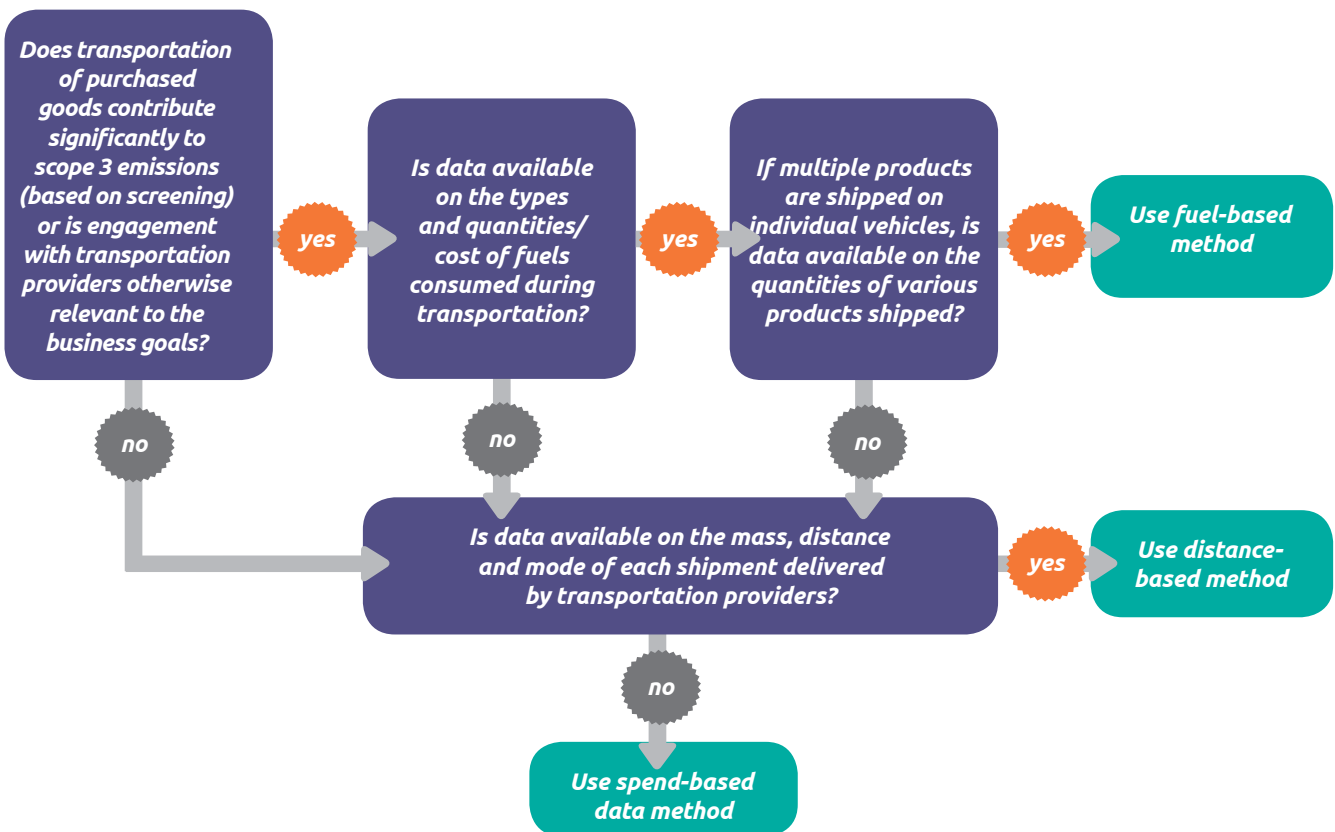 Does transportation
of purchased
goods contribute
significantly to
scope 3 emissions
(based on screening)
or is engagement
with transportation
providers otherwise
relevant to the
business goals?
yes
Is data available
on the types
and quantities/
cost of fuels
consumed during
transportation?
yes
If multiple products
are shipped on
individual vehicles, is
data available on the
quantities of various
products shipped?
yes
Use fuel-based
method
no
no
no
Is data available on the mass, distance
and mode of each shipment delivered
by transportation providers?
yes
Use distance-
based method
no
Use spend-based
data method